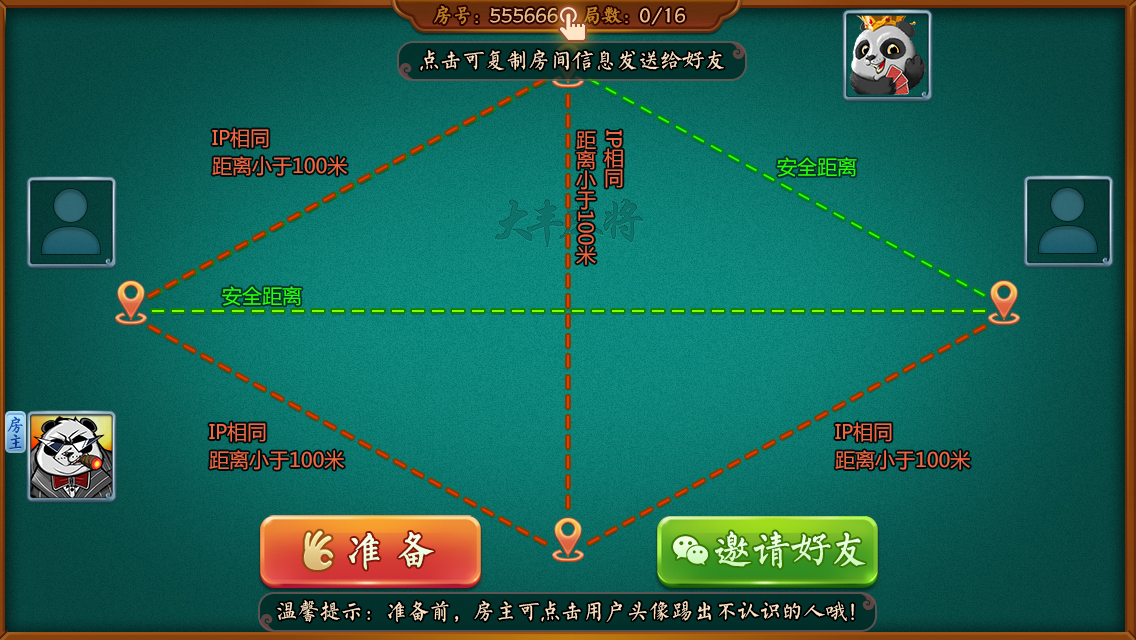 房号：555666 局数：0/16
点击可复制房间信息发送给好友
IP相同
距离小于100米
IP相同
距离小于100米
安全距离
安全距离
房主
IP相同
距离小于100米
IP相同
距离小于100米
准备
邀请好友
温馨提示：准备前，房主可点击用户头像踢出不认识的人哦！